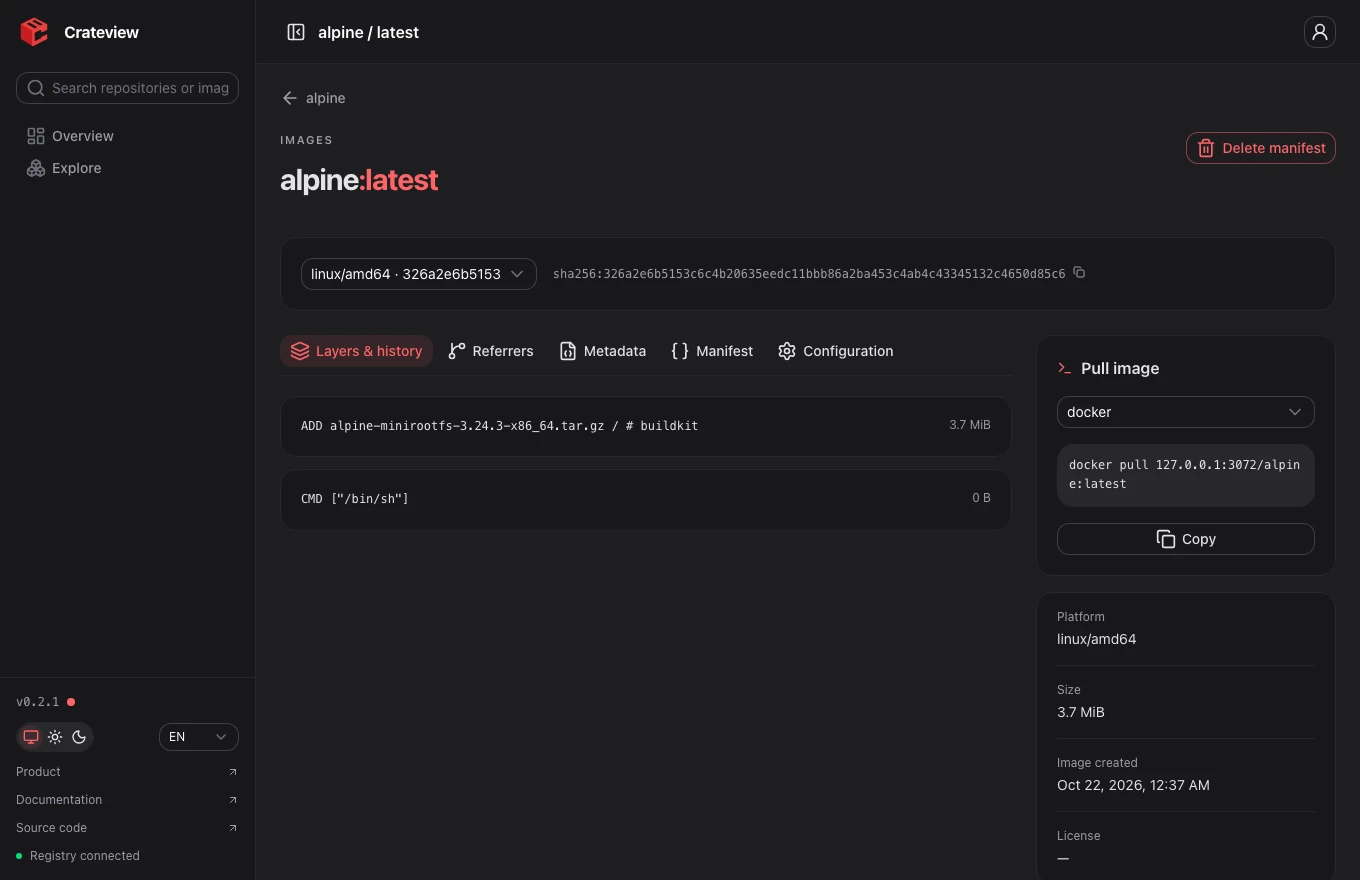 Crateview
alpine / latest
Search repositories or imag
Overview
Explore
alpine
IMAGES
alpine:latest
Delete manifest
linux/amd64 · 326a2e6b5153
sha256:326a2e6b5153c6c4b20635eedc11bbb86a2ba453c4ab4c43345132c4650d85c6
Layers & history
Referrers
Metadata
Manifest
Configuration
ADD alpine-minirootfs-3.24.3-x86_64.tar.gz / # buildkit
3.7 MiB
CMD ["/bin/sh"]
0 B
Pull image
docker
docker pull 127.0.0.1:3072/alpin
e:latest
Copy
Platform
linux/amd64
Size
3.7 MiB
Image created
Oct 22, 2026, 12:37 AM
License
—
v0.2.1
EN
Product
Documentation
Source code
Registry connected